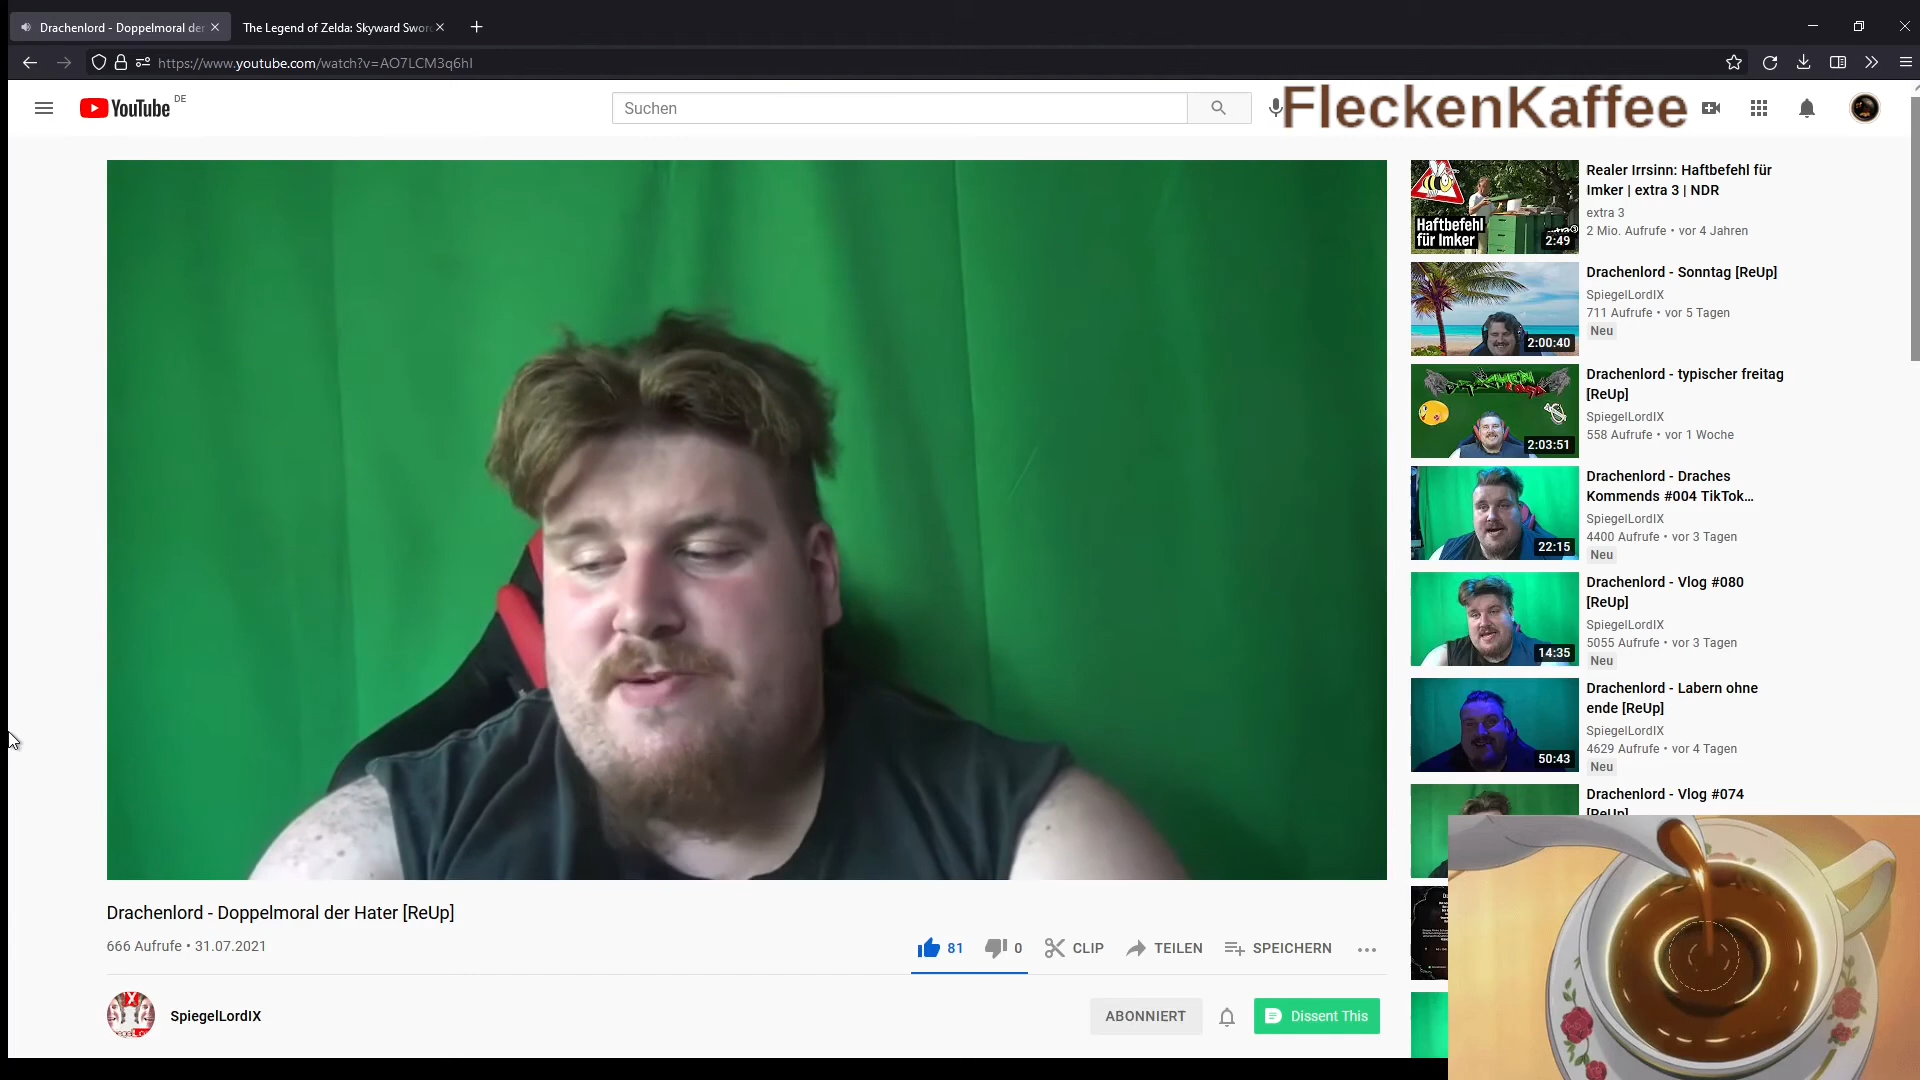 Drachenlord - Doppelmoral der
The Legend of Zelda: Skyward Swor
https://www.youtube.com/watch?v=AO7LCM3q6hI
YouTube DE
Suchen
FleckenKaffee
Haftbefehl
für Imker
2:49
Realer Irrsinn: Haftbefehl für
Imker | extra 3 | NDR
extra 3
2 Mio. Aufrufe • vor 4 Jahren
2:00:40
Drachenlord - Sonntag [ReUp]
SpiegelLordIX
711 Aufrufe • vor 5 Tagen
Neu
2:03:51
Drachenlord - typischer freitag
[ReUp]
SpiegelLordIX
558 Aufrufe • vor 1 Woche
22:15
Drachenlord - Draches
Kommends #004 TikTok...
SpiegelLordIX
4400 Aufrufe • vor 3 Tagen
Neu
14:35
Drachenlord - Vlog #080
[ReUp]
SpiegelLordIX
5055 Aufrufe • vor 3 Tagen
Neu
50:43
Drachenlord - Labern ohne
ende [ReUp]
SpiegelLordIX
4629 Aufrufe • vor 4 Tagen
Neu
Drachenlord - Vlog #074
[ReUp]
Drachenlord - Doppelmoral der Hater [ReUp]
666 Aufrufe • 31.07.2021
81
0
CLIP
TEILEN
SPEICHERN
SpiegelLordIX
ABONNIERT
Dissent This